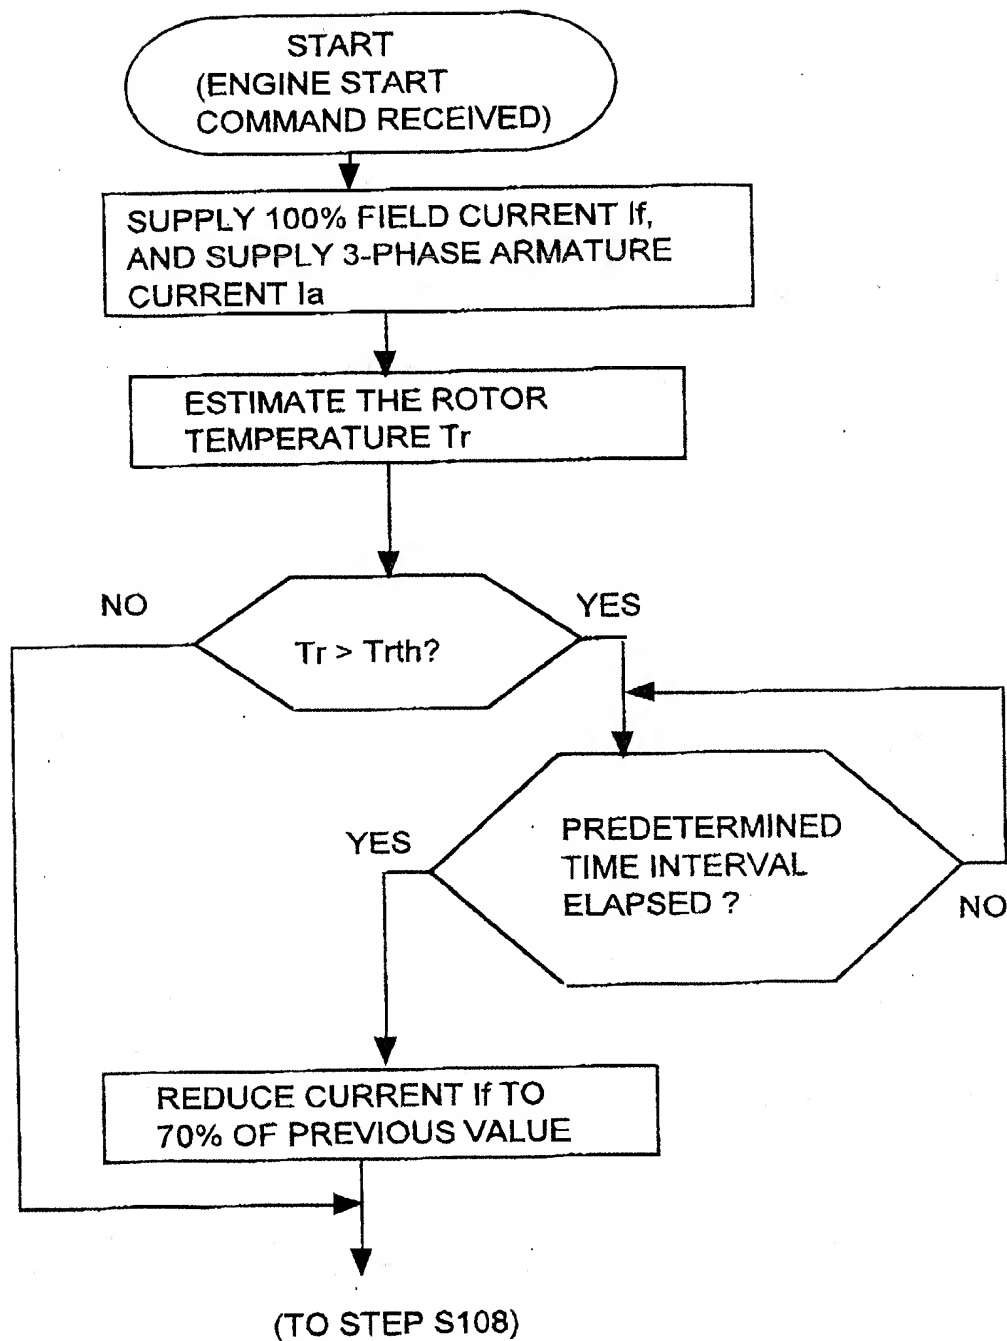 START
(ENGINE START
COMMAND RECEIVED)
SUPPLY 100% FIELD CURRENT If,
AND SUPPLY 3-PHASE ARMATURE
CURRENT Ia
ESTIMATE THE ROTOR
TEMPERATURE Tr
NO
YES
Tr > Trth?
YES
PREDETERMINED
TIME INTERVAL
ELAPSED ?
NO
REDUCE CURRENT If TO
70% OF PREVIOUS VALUE
(TO STEP S108)